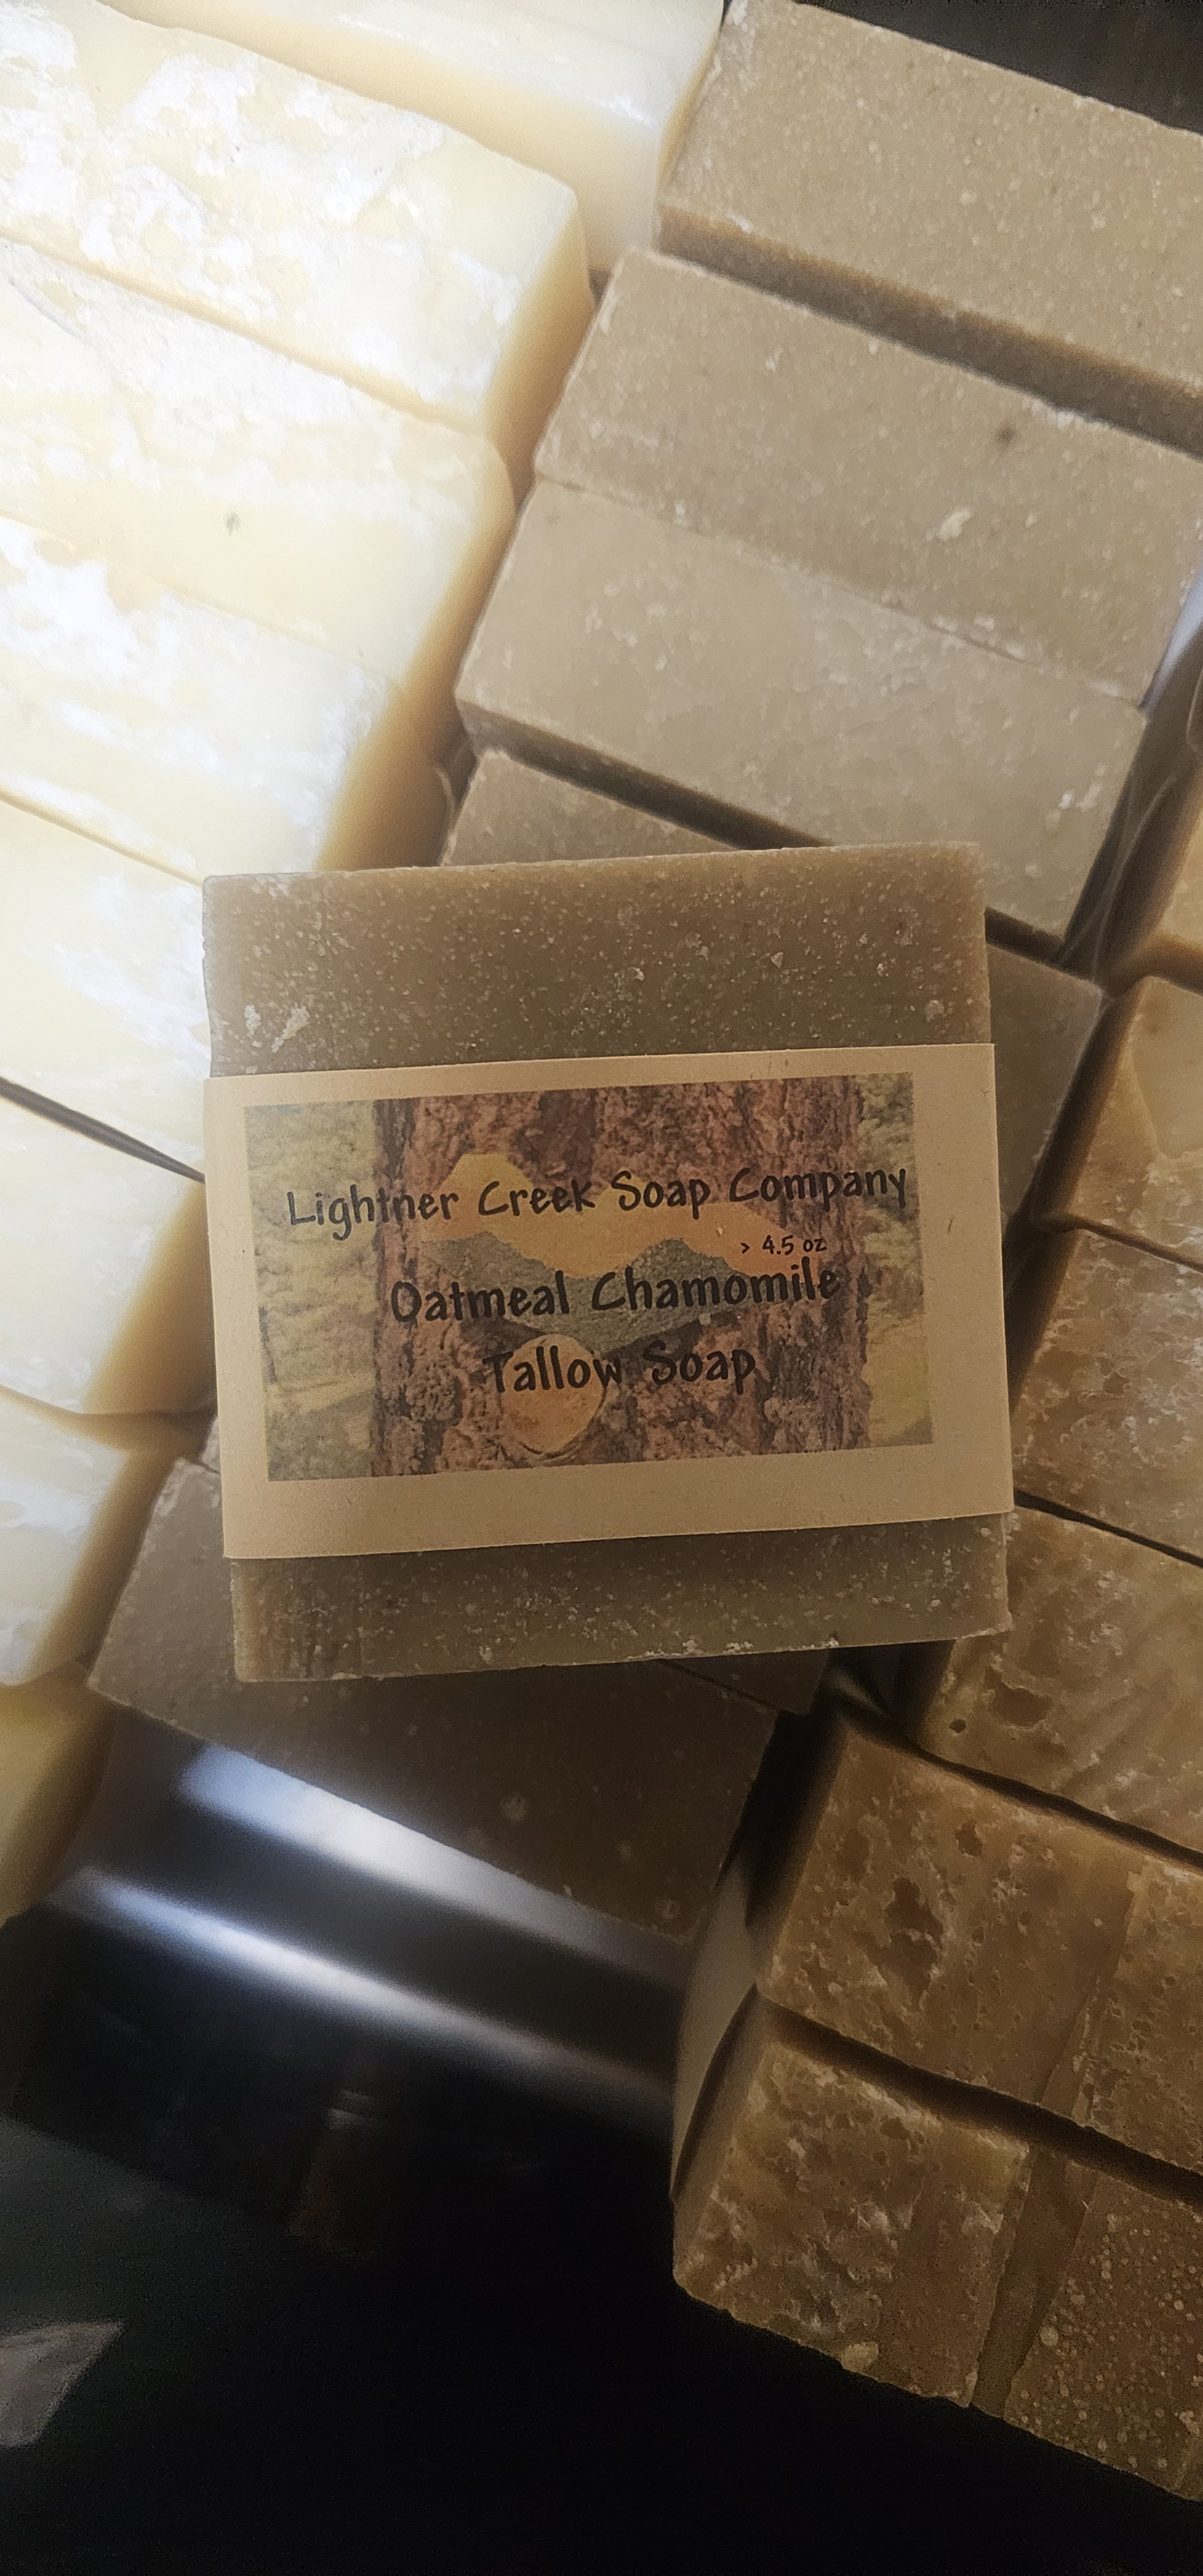 Lightner Creek Soap Company
> 4.5 oz
Oatmeal Chamomile
Tallow Soap